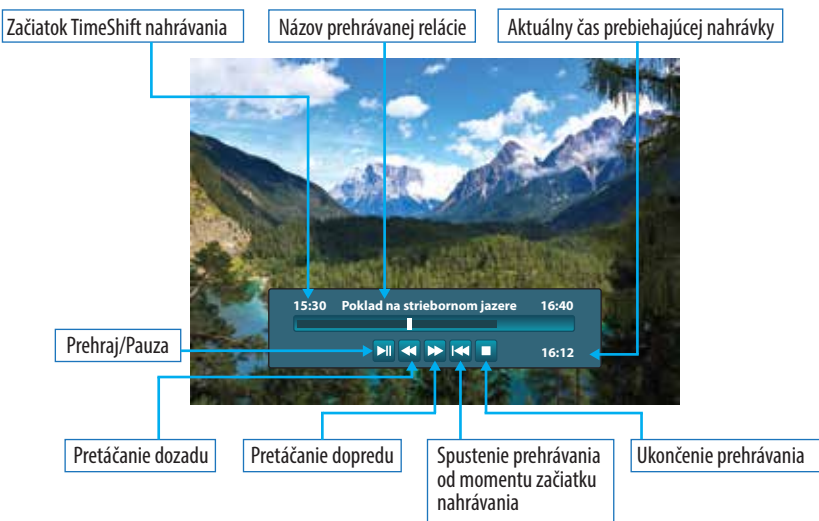 Začiatok TimeShift nahrávania
Názov prehrávanej relácie
Aktuálny čas prebiehajúcej nahrávky
15:30 Poklad na striebornom jazere 16:40
Prehraj/Pauza
16:12
Pretáčanie dozadu
Pretáčanie dopredu
Spustenie prehrávania
od momentu začiatku
nahrávania
Ukončenie prehrávania